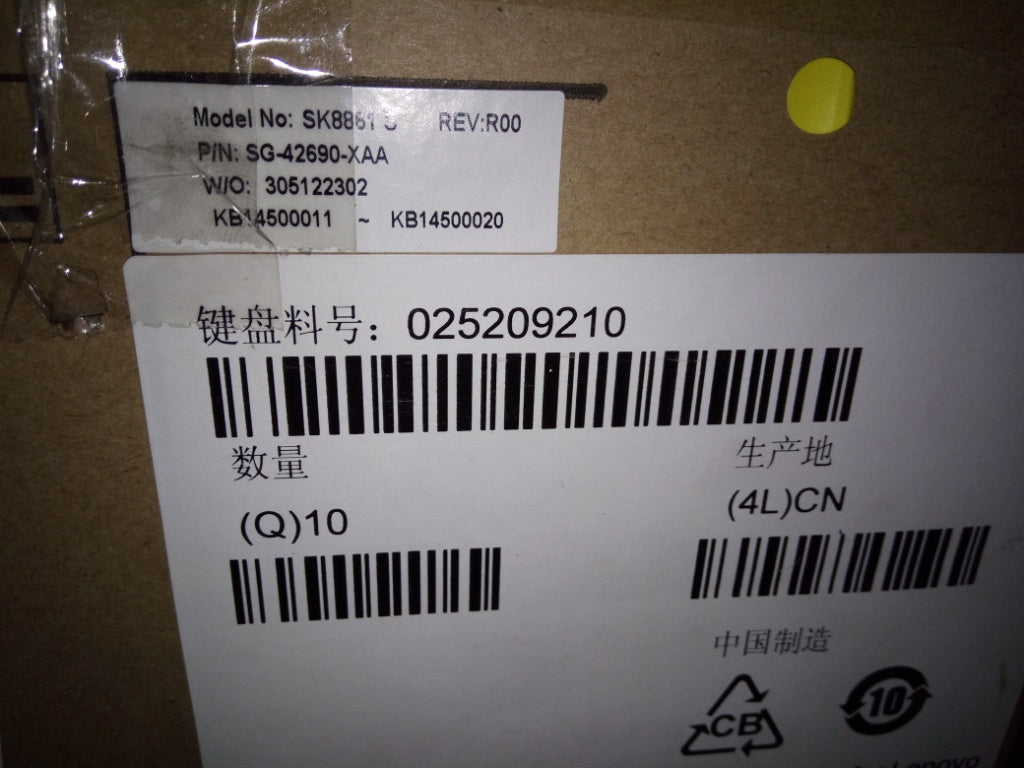 Model No: SK8861 REV:R00
P/N: SG-42690-XAA
W/O: 305122302
KB14500011 ~ KB14500020
键盘料号：025209210
数量 生产地
(Q)10 (4L)CN
中国制造
CB 10
Lenovo